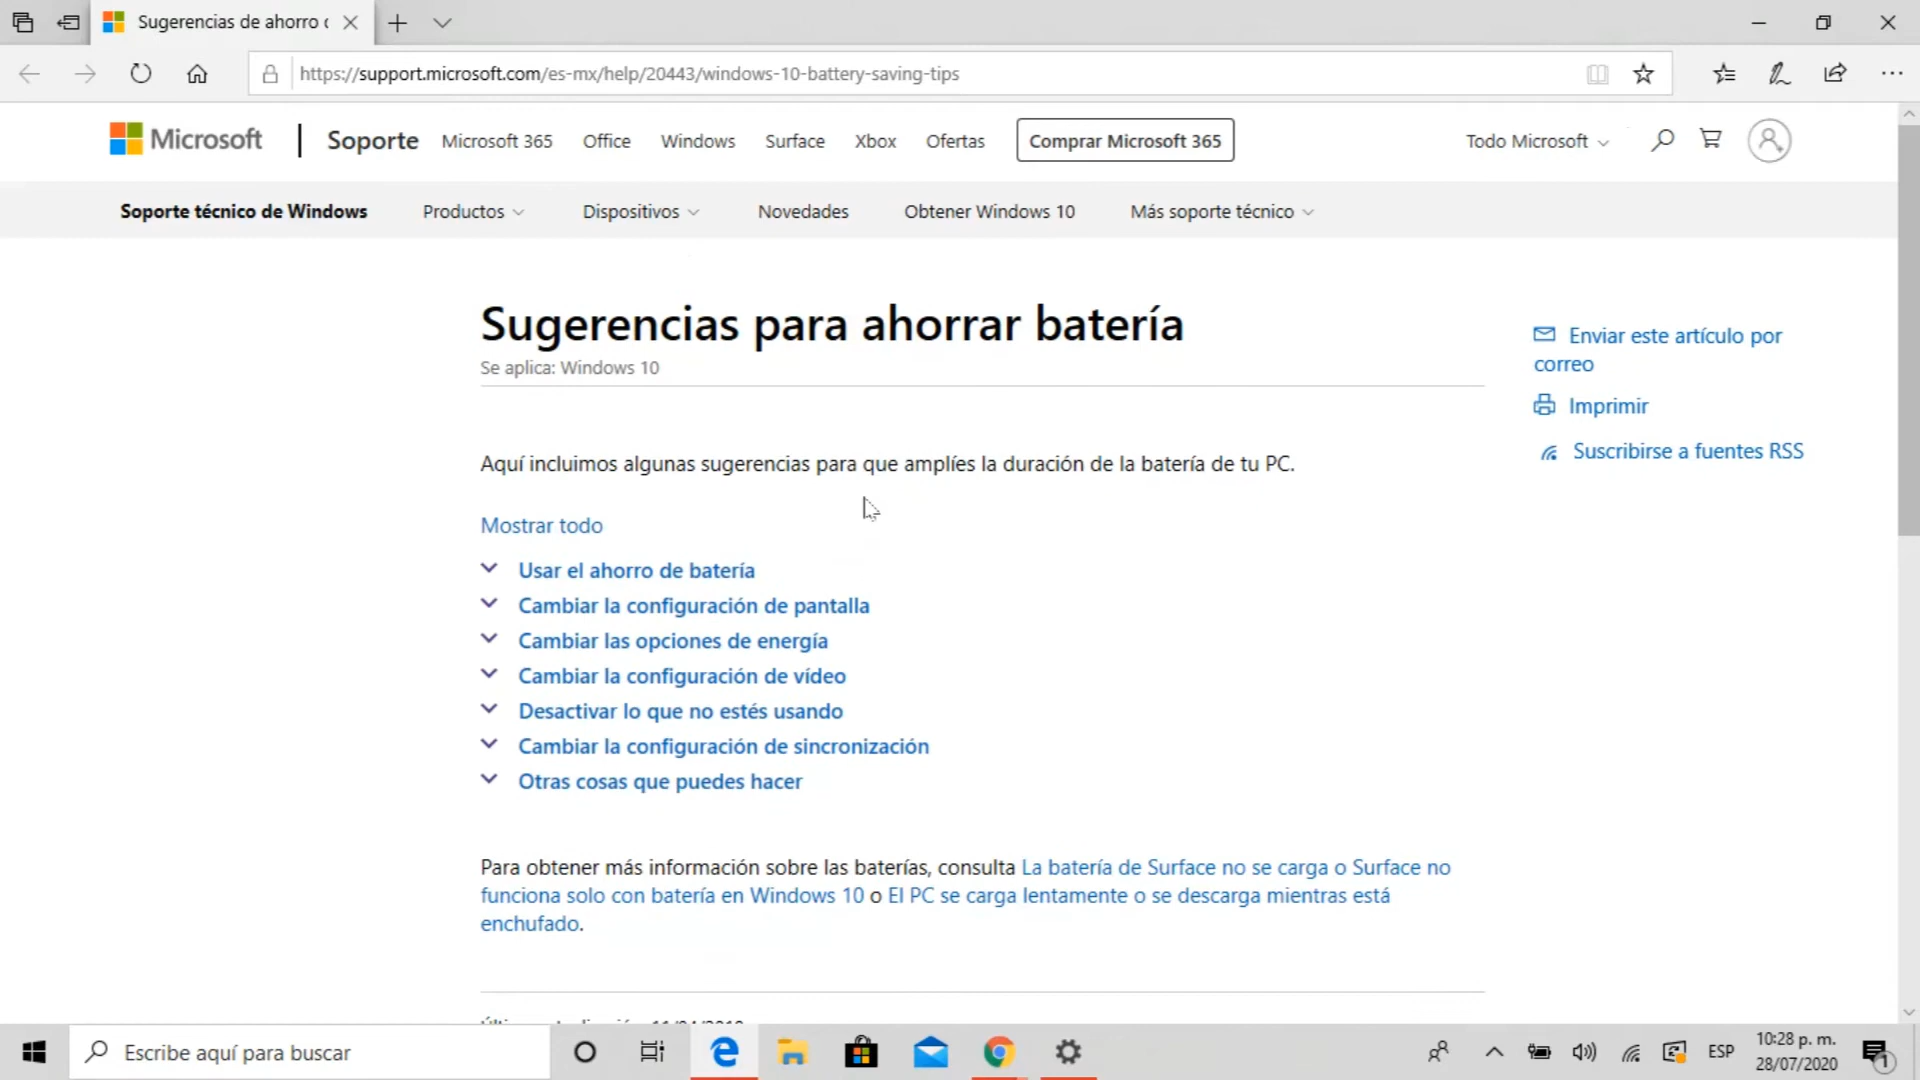 Sugerencias de ahorro
https://support.microsoft.com/es-mx/help/20443/windows-10-battery-saving-tips
Microsoft Soporte Microsoft 365 Office Windows Surface Xbox Ofertas Comprar Microsoft 365 Todo Microsoft
Soporte técnico de Windows Productos Dispositivos Novedades Obtener Windows 10 Más soporte técnico
Sugerencias para ahorrar batería
Se aplica: Windows 10
Enviar este artículo por
correo
Imprimir
Suscribirse a fuentes RSS
Aquí incluimos algunas sugerencias para que amplíes la duración de la batería de tu PC.
Mostrar todo
Usar el ahorro de batería
Cambiar la configuración de pantalla
Cambiar las opciones de energía
Cambiar la configuración de vídeo
Desactivar lo que no estés usando
Cambiar la configuración de sincronización
Otras cosas que puedes hacer
Para obtener más información sobre las baterías, consulta La batería de Surface no se carga o Surface no
funciona solo con batería en Windows 10 o El PC se carga lentamente o se descarga mientras está
enchufado.
Escribe aquí para buscar
ESP
10:28 p. m.
28/07/2020
1